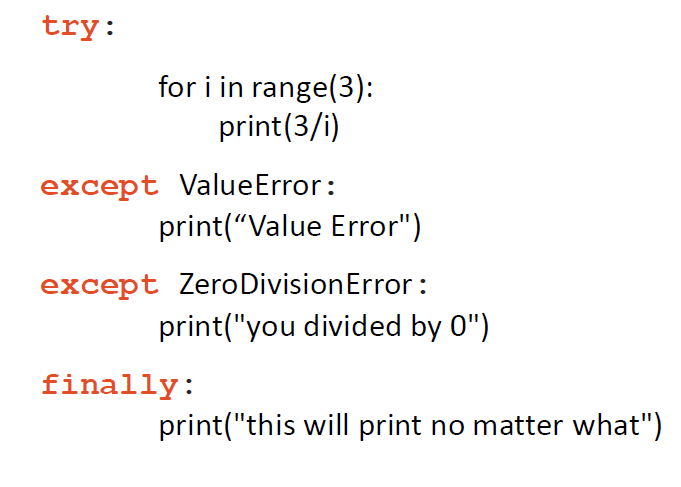 try:
for i in range(3):
print(3/i)
except ValueError:
print(“Value Error")
except ZeroDivisionError:
print("you divided by 0")
finally:
print("this will print no matter what")